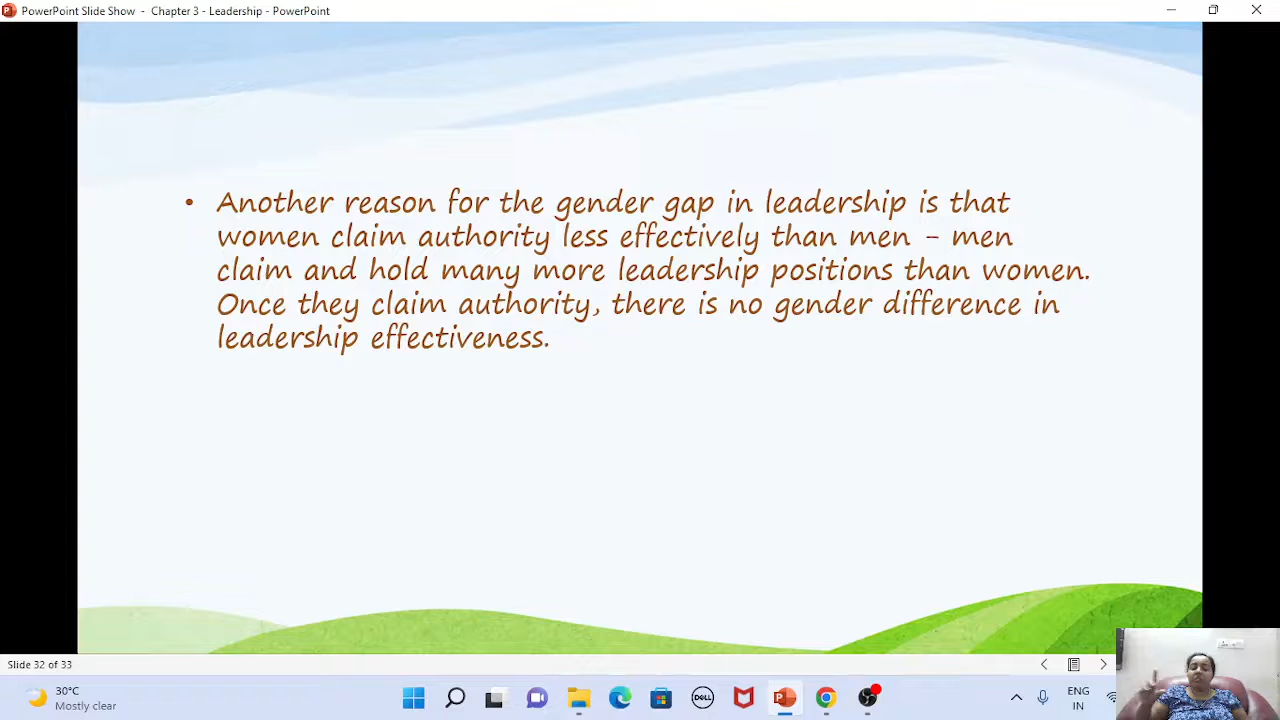 PowerPoint Slide Show - Chapter 3 - Leadership - PowerPoint
• Another reason for the gender gap in leadership is that
women claim authority less effectively than men - men
claim and hold many more leadership positions than women.
Once they claim authority, there is no gender difference in
leadership effectiveness.
Slide 32 of 33
30°C
Mostly clear
DELL
ENG
IN